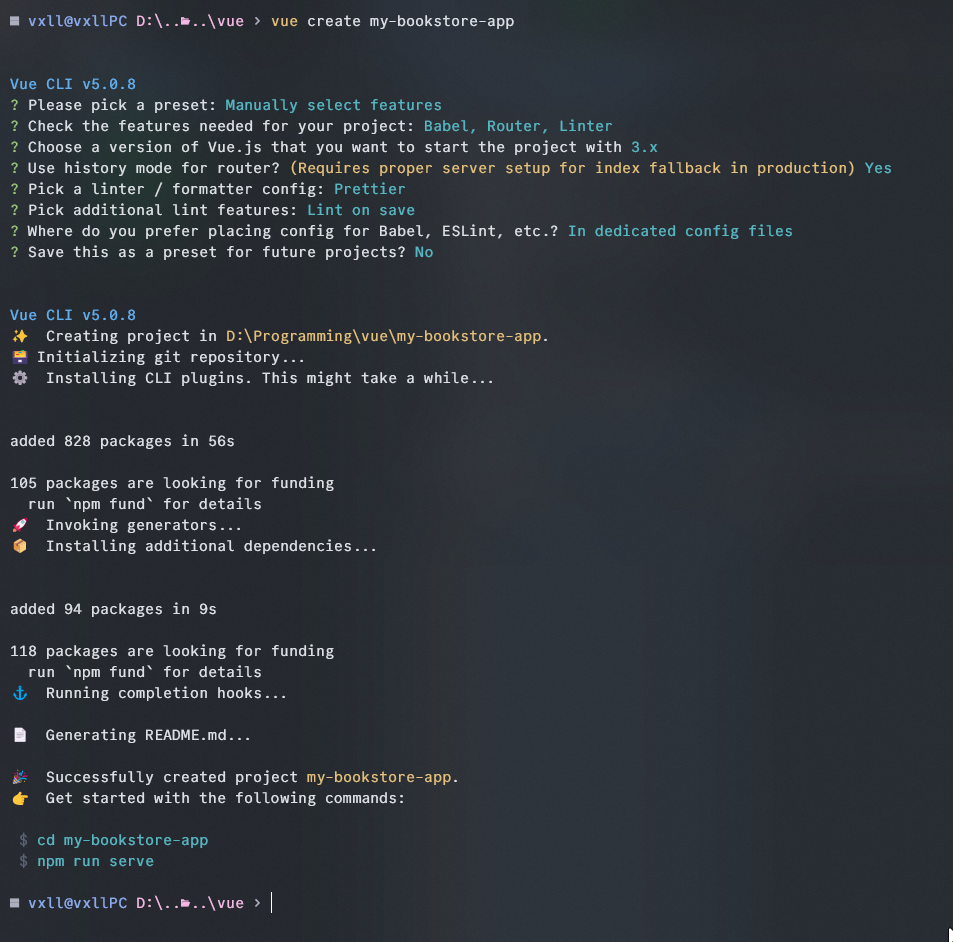 vxll@vxllPC D:\....\vue › vue create my-bookstore-app
Vue CLI v5.0.8
? Please pick a preset: Manually select features
? Check the features needed for your project: Babel, Router, Linter
? Choose a version of Vue.js that you want to start the project with 3.x
? Use history mode for router? (Requires proper server setup for index fallback in production) Yes
? Pick a linter / formatter config: Prettier
? Pick additional lint features: Lint on save
? Where do you prefer placing config for Babel, ESLint, etc.? In dedicated config files
? Save this as a preset for future projects? No
Vue CLI v5.0.8
✨ Creating project in D:\Programming\vue\my-bookstore-app.
🗃 Initializing git repository...
⚙ Installing CLI plugins. This might take a while...
added 828 packages in 56s
105 packages are looking for funding
run `npm fund` for details
🚀 Invoking generators...
📦 Installing additional dependencies...
added 94 packages in 9s
118 packages are looking for funding
run `npm fund` for details
⚓ Running completion hooks...
📄 Generating README.md...
🎉 Successfully created project my-bookstore-app.
👉 Get started with the following commands:
$ cd my-bookstore-app
$ npm run serve
vxll@vxllPC D:\....\vue ›